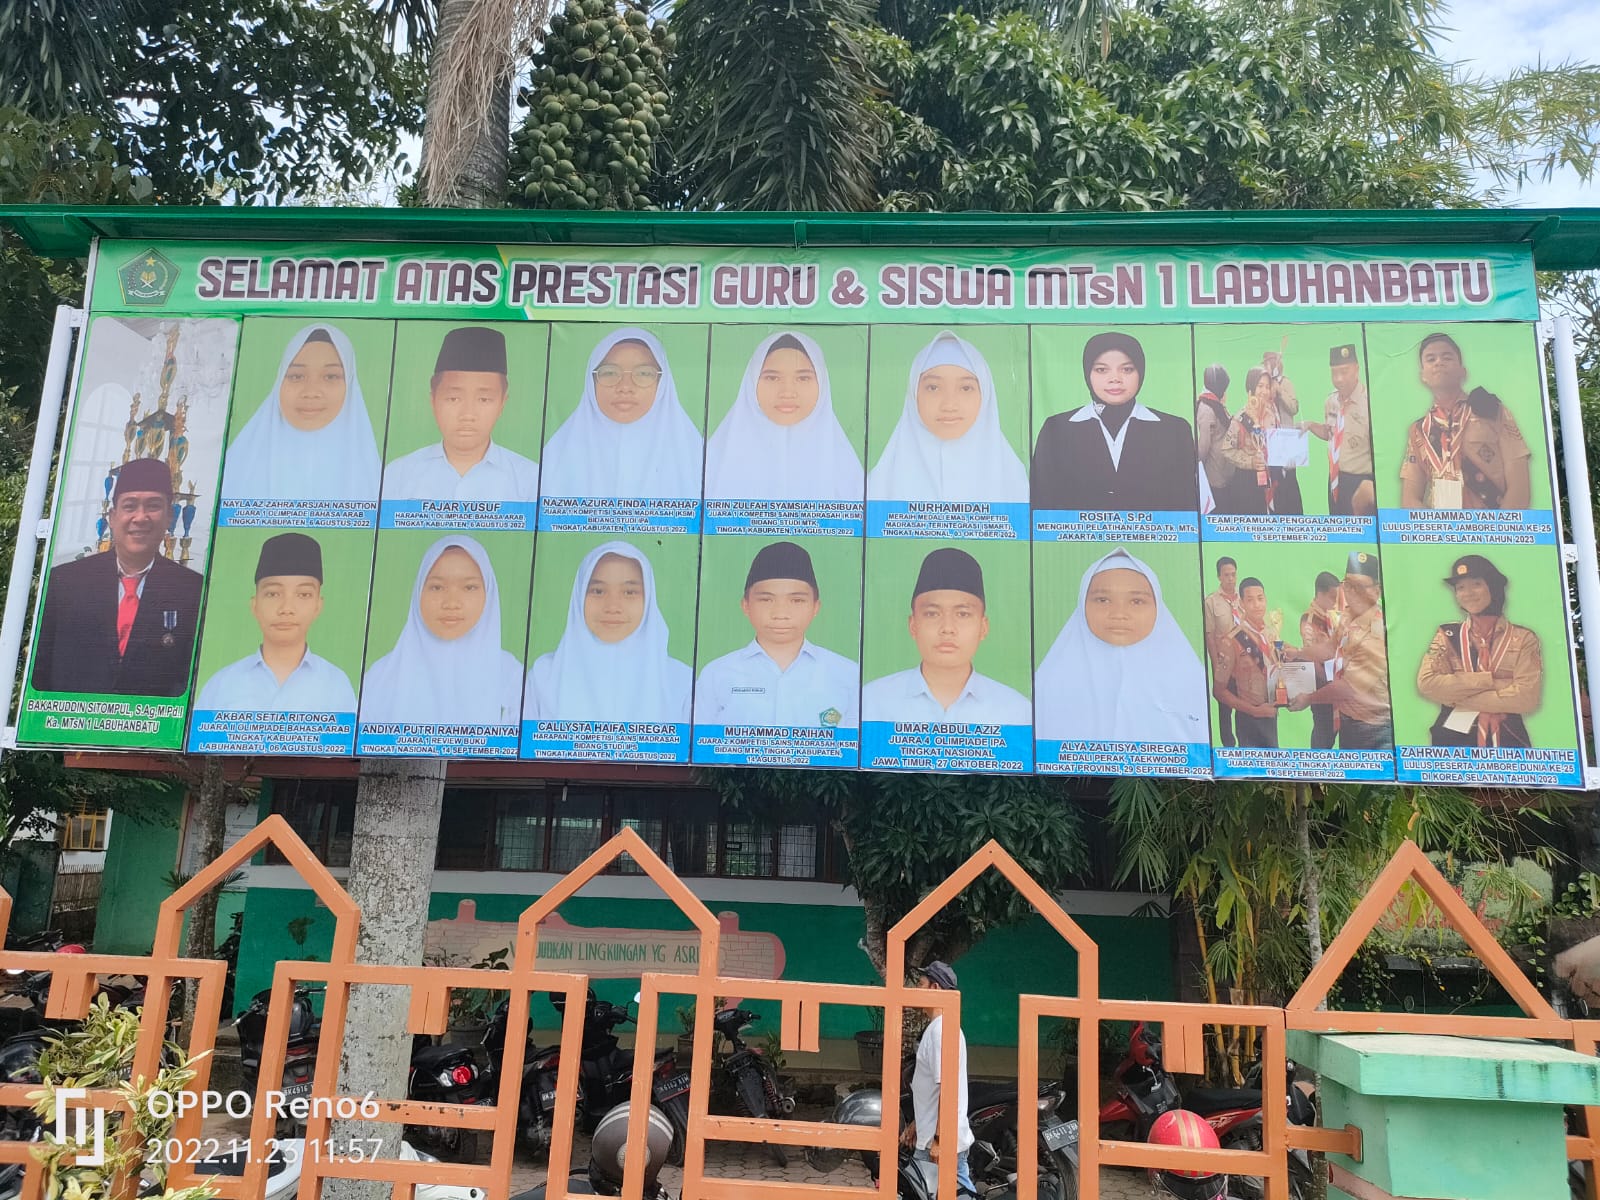 SELAMAT ATAS PRESTASI GURU & SISWA MTsN 1 LABUHANBATU
BAKARUDDIN SITOMPUL, S.Ag,M.Pd.I
Ka. MTsN 1 LABUHANBATU
NAYLA AZ-ZAHRA ARSJAH NASUTION
JUARA 1 OLIMPIADE BAHASA ARAB
TINGKAT KABUPATEN, 6 AGUSTUS 2022
FAJAR YUSUF
HARAPAN 1 OLIMPIADE BAHASA ARAB
TINGKAT KABUPATEN, 6 AGUSTUS 2022
NAZWA AZURA FINDA HARAHAP
JUARA 1 KOMPETISI SAINS MADRASAH (KSM)
BIDANG STUDI IPA
TINGKAT KABUPATEN, 14 AGUSTUS 2022
RIRIN ZULFAH SYAMSIAH HASIBUAN
JUARA 1 KOMPETISI SAINS MADRASAH (KSM)
BIDANG STUDI MTK,
TINGKAT KABUPATEN, 14 AGUSTUS 2022
NURHAMIDAH
MERAIH MEDALI EMAS, KOMPETISI
MADRASAH TERINTEGRASI (SMART),
TINGKAT NASIONAL, 03 OKTOBER 2022
ROSITA, S.Pd
MENGIKUTI PELATIHAN FASDA Tk. MTs,
JAKARTA 8 SEPTEMBER 2022
TEAM PRAMUKA PENGGALANG PUTRI
JUARA TERBAIK 2 TINGKAT KABUPATEN,
19 SEPTEMBER 2022
MUHAMMAD YAN AZRI
LULUS PESERTA JAMBORE DUNIA KE-25
DI KOREA SELATAN TAHUN 2023
AKBAR SETIA RITONGA
JUARA II OLIMPIADE BAHASA ARAB
TINGKAT KABUPATEN
LABUHANBATU, 06 AGUSTUS 2022
ANDIYA PUTRI RAHMADANIYAH
JUARA 1 REVIEW BUKU
TINGKAT NASIONAL, 14 SEPTEMBER 2022
CALLYSTA HAIFA SIREGAR
HARAPAN 2 KOMPETISI SAINS MADRASAH
BIDANG STUDI IPS
TINGKAT KABUPATEN, 14 AGUSTUS 2022
MUHAMMAD RAIHAN
JUARA 2 KOMPETISI SAINS MADRASAH (KSM)
BIDANG MTK, TINGKAT KABUPATEN,
14 AGUSTUS 2022
UMAR ABDUL AZIZ
JUARA 4 OLIMPIADE IPA
TINGKAT NASIONAL
JAWA TIMUR, 27 OKTOBER 2022
ALYA ZALTISYA SIREGAR
MEDALI PERAK, TAEKWONDO
TINGKAT PROVINSI, 29 SEPTEMBER 2022
TEAM PRAMUKA PENGGALANG PUTRA
JUARA TERBAIK 2 TINGKAT KABUPATEN,
19 SEPTEMBER 2022
ZAHRWA AL MUFLIHA MUNTHE
LULUS PESERTA JAMBORE DUNIA KE-25
DI KOREA SELATAN TAHUN 2023
LINGKUNGAN YG
OPPO Reno6
2022.11.23 11:57